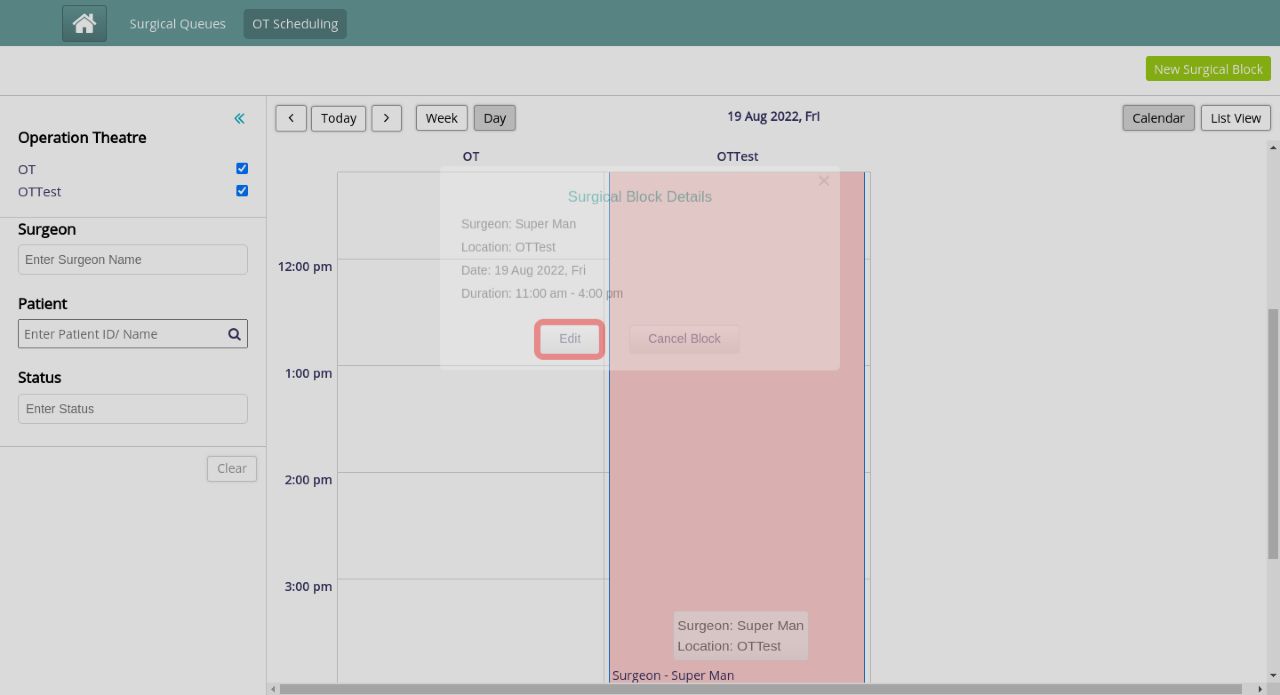 Surgical Queues
OT Scheduling
New Surgical Block
Operation Theatre
OT
OTTest
Surgeon
Enter Surgeon Name
Patient
Enter Patient ID/ Name
Status
Enter Status
Clear
Today
Week
Day
19 Aug 2022, Fri
Calendar
List View
OT
OTTest
12:00 pm
1:00 pm
2:00 pm
3:00 pm
Surgical Block Details
Surgeon: Super Man
Location: OTTest
Date: 19 Aug 2022, Fri
Duration: 11:00 am - 4:00 pm
Edit
Cancel Block
Surgeon: Super Man
Location: OTTest
Surgeon - Super Man